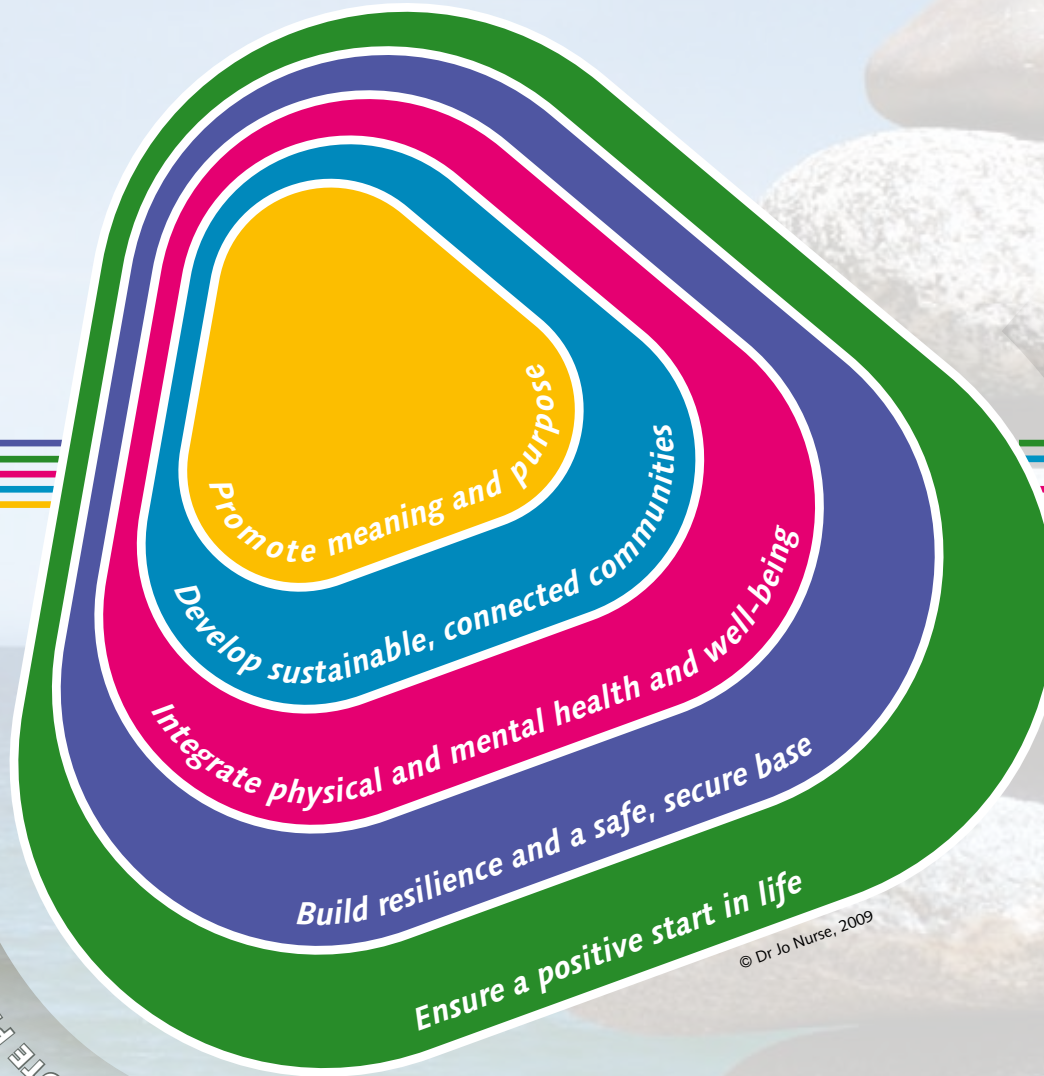 Promote meaning and purpose
Develop sustainable, connected communities
Integrate physical and mental health and well-being
Build resilience and a safe, secure base
Ensure a positive start in life
© Dr Jo Nurse, 2009